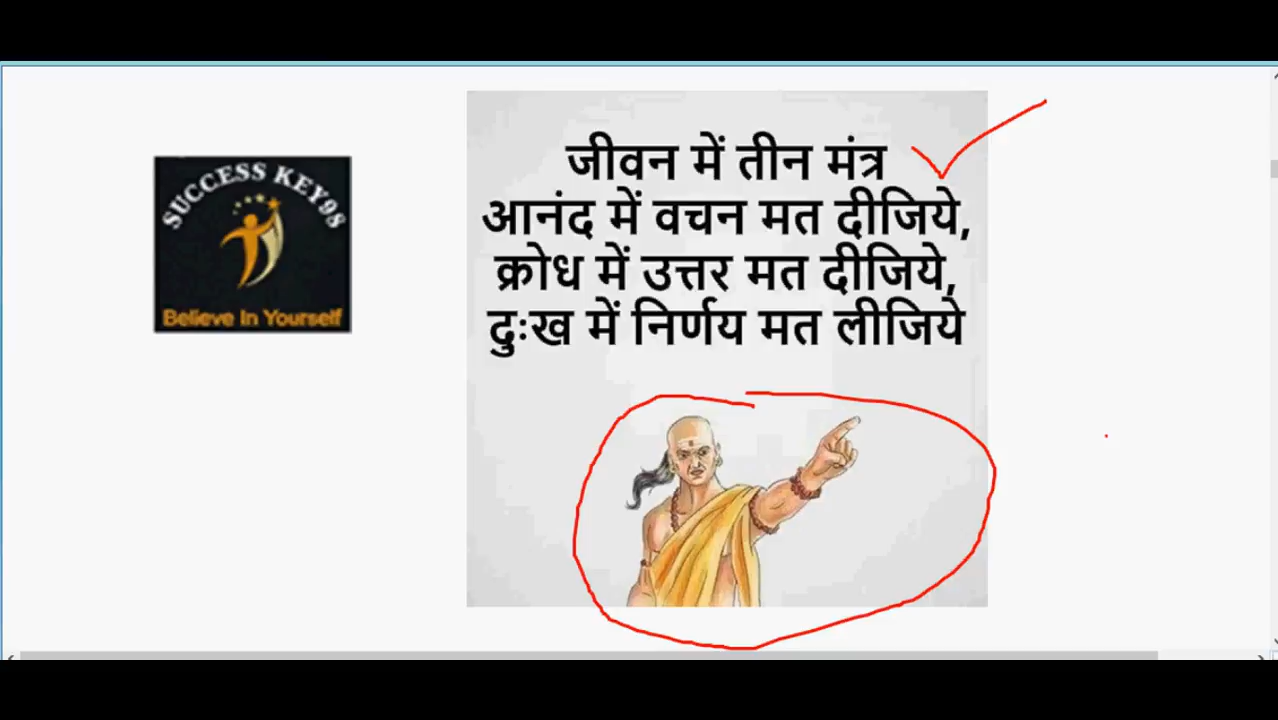 SUCCESS KEY98
Believe In Yourself
जीवन में तीन मंत्र
आनंद में वचन मत दीजिये,
क्रोध में उत्तर मत दीजिये,
दुःख में निर्णय मत लीजिये